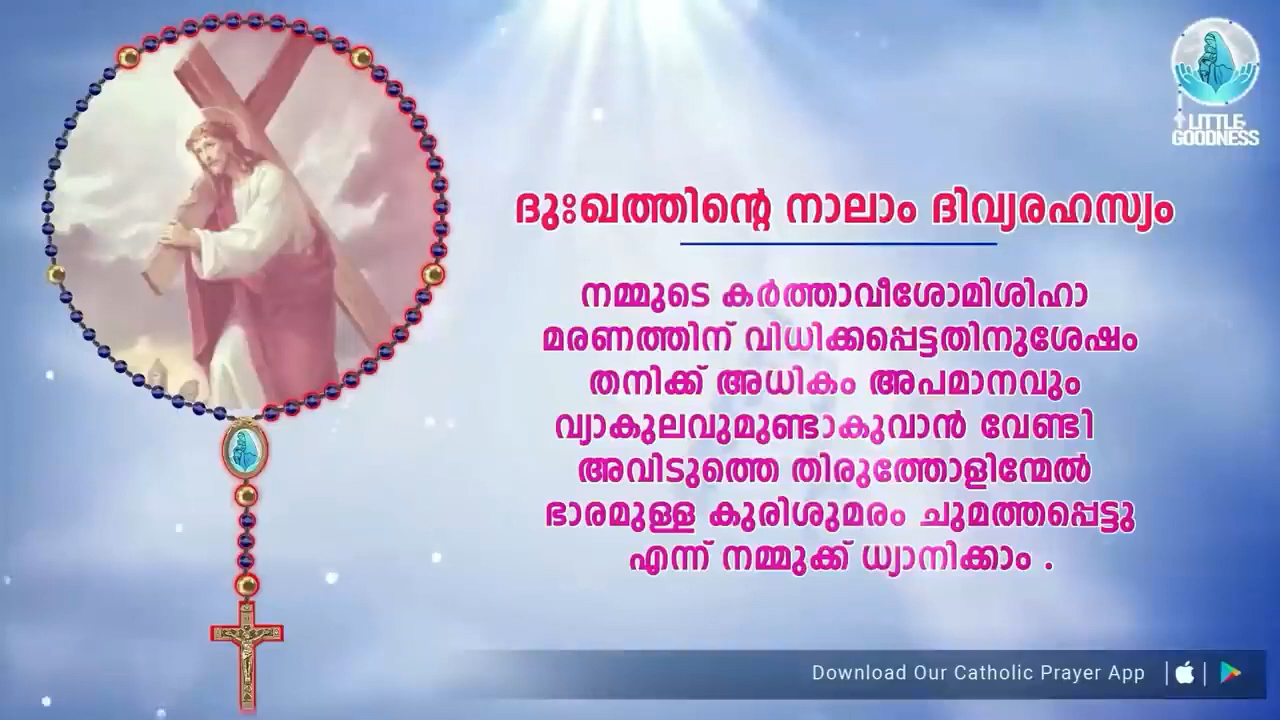 LITTLE
GOODNESS
ദുഃഖത്തിന്റെ നാലാം ദിവ്യരഹസ്യം
നമ്മുടെ കർത്താവീശോമിശിഹാ
മരണത്തിന് വിധിക്കപ്പെട്ടതിനുശേഷം
തനിക്ക് അധികം അപമാനവും
വ്യാകുലവുമുണ്ടാകുവാൻ വേണ്ടി
അവിടുത്തെ തിരുത്തോളിന്മേൽ
ഭാരമുള്ള കുരിശുമരം ചുമത്തപ്പെട്ടു
എന്ന് നമ്മുക്ക് ധ്യാനിക്കാം .
Download Our Catholic Prayer App